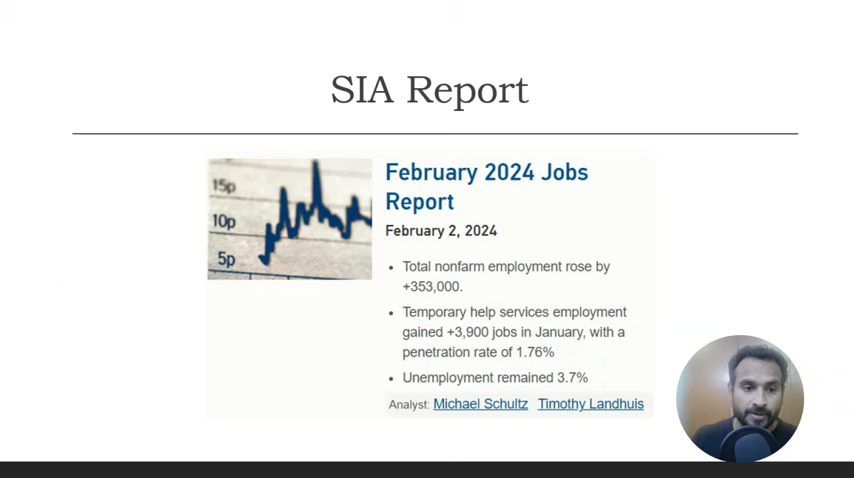 SIA Report
15p
10p
5p
February 2024 Jobs
Report
February 2, 2024
• Total nonfarm employment rose by
+353,000.
• Temporary help services employment
gained +3,900 jobs in January, with a
penetration rate of 1.76%
• Unemployment remained 3.7%
Analyst: Michael Schultz Timothy Landhuis